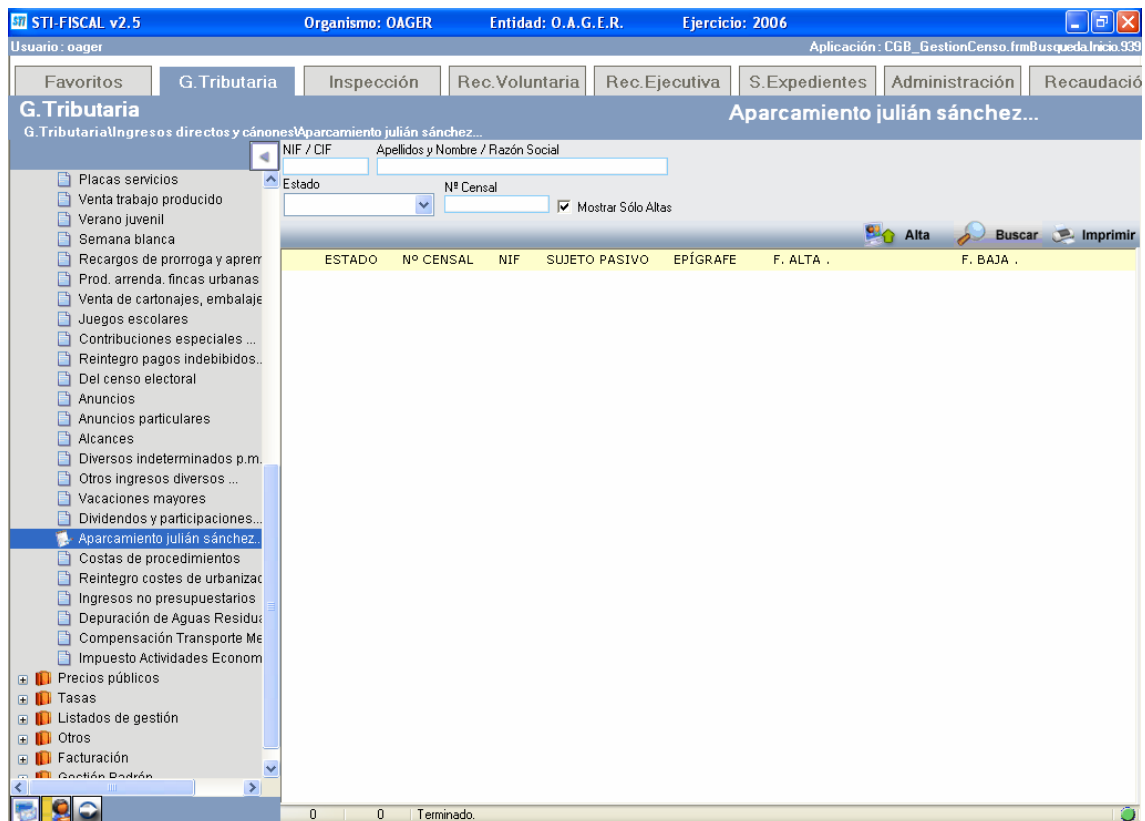 STI STI-FISCAL v2.5 Organismo: OAGER Entidad: O.A.G.E.R. Ejercicio: 2006
Usuario : oager Aplicación : CGB_GestionCenso.frmBusqueda.Inicio.939
Favoritos G.Tributaria Inspección Rec.Voluntaria Rec.Ejecutiva S.Expedientes Administración Recaudació
G.Tributaria Aparcamiento julián sánchez...
G.Tributaria\Ingresos directos y cánones\Aparcamiento julián sánchez...
NIF / CIF Apellidos y Nombre / Razón Social
Estado Nº Censal
Mostrar Sólo Altas
Alta Buscar Imprimir
ESTADO Nº CENSAL NIF SUJETO PASIVO EPÍGRAFE F. ALTA . F. BAJA .
Placas servicios
Venta trabajo producido
Verano juvenil
Semana blanca
Recargos de prorroga y aprem
Prod. arrenda. fincas urbanas
Venta de cartonajes, embalaje
Juegos escolares
Contribuciones especiales ...
Reintegro pagos indebibidos..
Del censo electoral
Anuncios
Anuncios particulares
Alcances
Diversos indeterminados p.m.
Otros ingresos diversos ...
Vacaciones mayores
Dividendos y participaciones...
Aparcamiento julián sánchez..
Costas de procedimientos
Reintegro costes de urbanizac
Ingresos no presupuestarios
Depuración de Aguas Residua
Compensación Transporte Me
Impuesto Actividades Econom
Precios públicos
Tasas
Listados de gestión
Otros
Facturación
Gestión Padrón
0 0 Terminado.